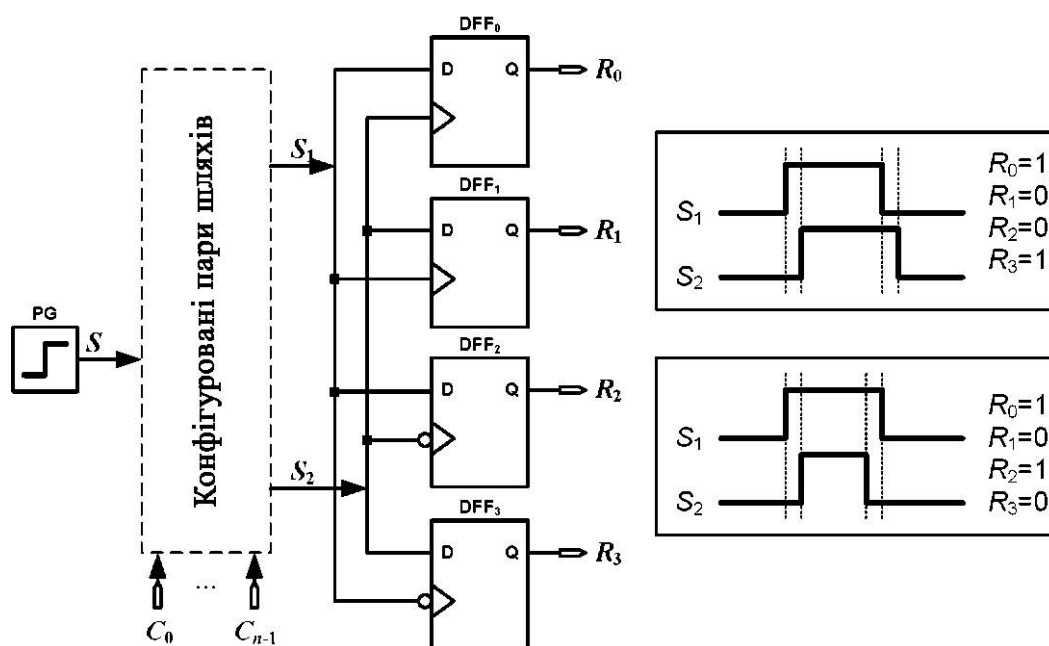 DFF₀
D
Q
R₀
Конфігуровані пари шляхів
S₁
DFF₁
D
Q
R₁
PG
S
DFF₂
D
Q
R₂
S₂
DFF₃
D
Q
R₃
...
C₀
Cₙ₋₁
S₁
S₂
R₀=1
R₁=0
R₂=0
R₃=1
S₁
S₂
R₀=1
R₁=0
R₂=1
R₃=0